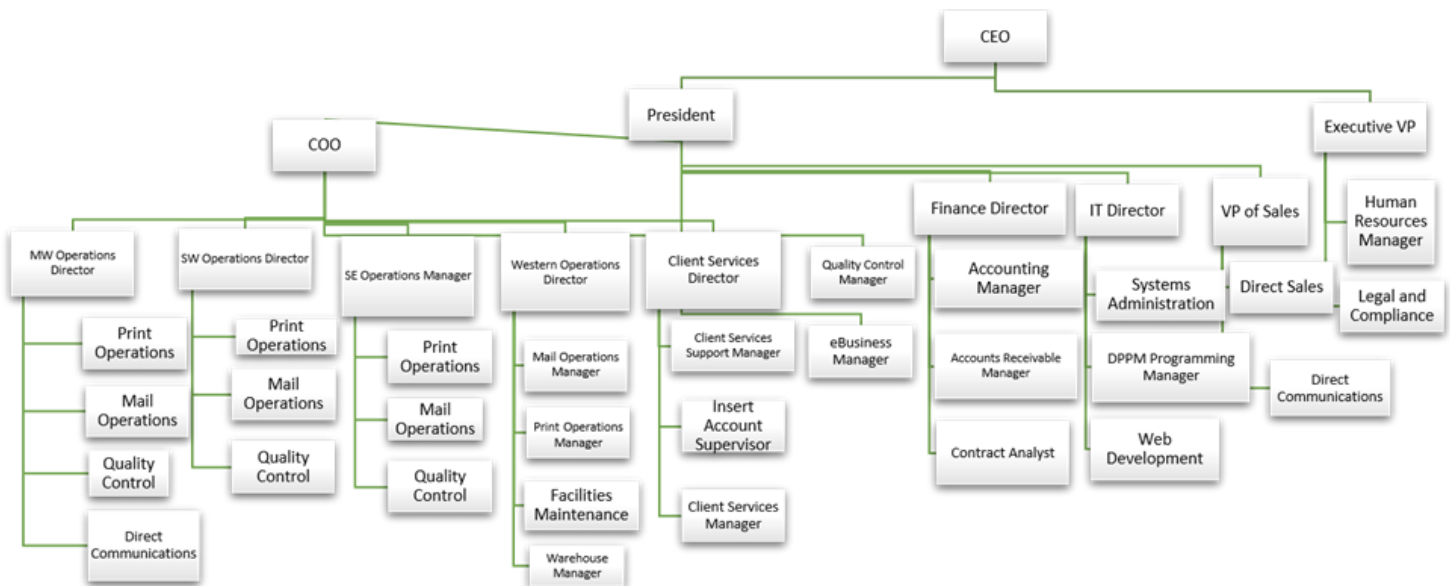 CEO
President
Executive VP
COO
Finance Director
IT Director
VP of Sales
Human
Resources
Manager
MW Operations
Director
SW Operations Director
SE Operations Manager
Western Operations
Director
Client Services
Director
Quality Control
Manager
Accounting
Manager
Systems
Administration
Direct Sales
Legal and
Compliance
Print
Operations
Print
Operations
Print
Operations
Mail Operations
Manager
Client Services
Support Manager
eBusiness
Manager
Accounts Receivable
Manager
DPPM Programming
Manager
Direct
Communications
Mail
Operations
Mail
Operations
Mail
Operations
Print Operations
Manager
Insert
Account
Supervisor
Contract Analyst
Web
Development
Quality
Control
Quality
Control
Quality
Control
Facilities
Maintenance
Client Services
Manager
Direct
Communications
Warehouse
Manager